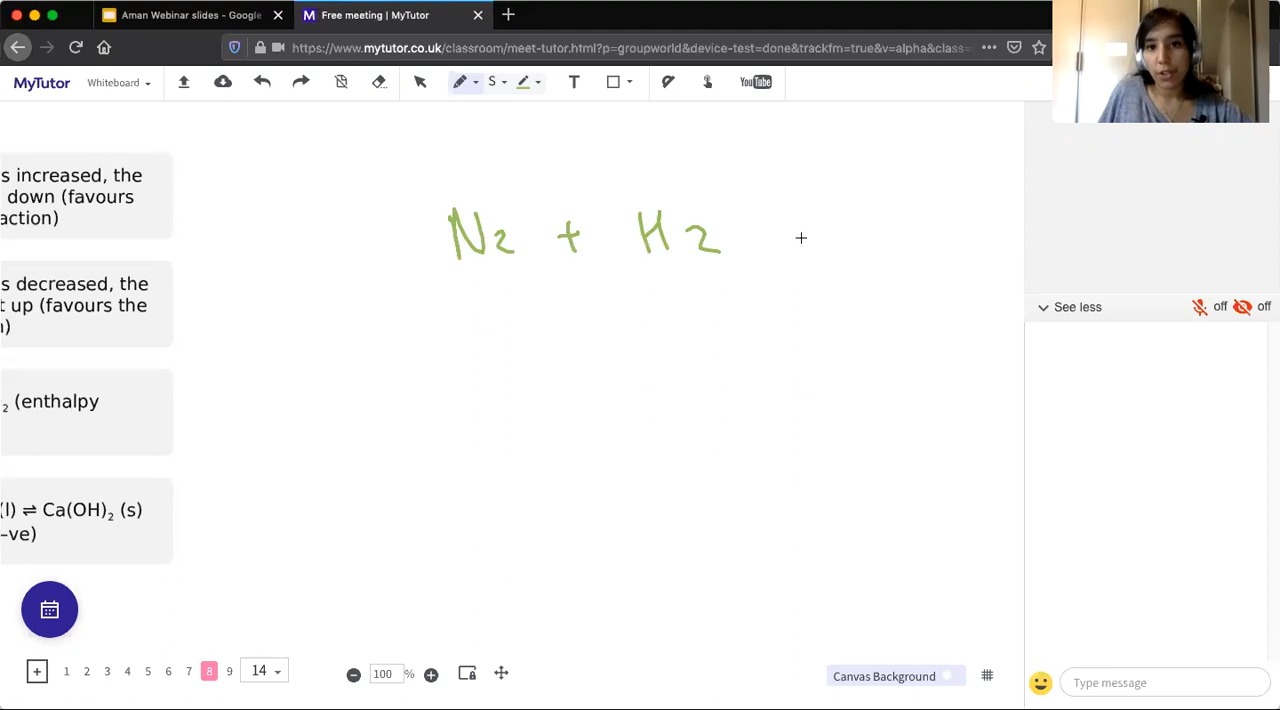 Aman Webinar slides - Google
Free meeting | MyTutor
https://www.mytutor.co.uk/classroom/meet-tutor.html?p=groupworld&device-test=done&trackfm=true&v=alpha&class=
MyTutor Whiteboard S T YouTube
s increased, the
down (favours
action)
N2 + H2
s decreased, the
t up (favours the
n)
See less off off
₂ (enthalpy
(l) ⇌ Ca(OH)₂ (s)
–ve)
+ 1 2 3 4 5 6 7 8 9 14 100 % Canvas Background
Type message